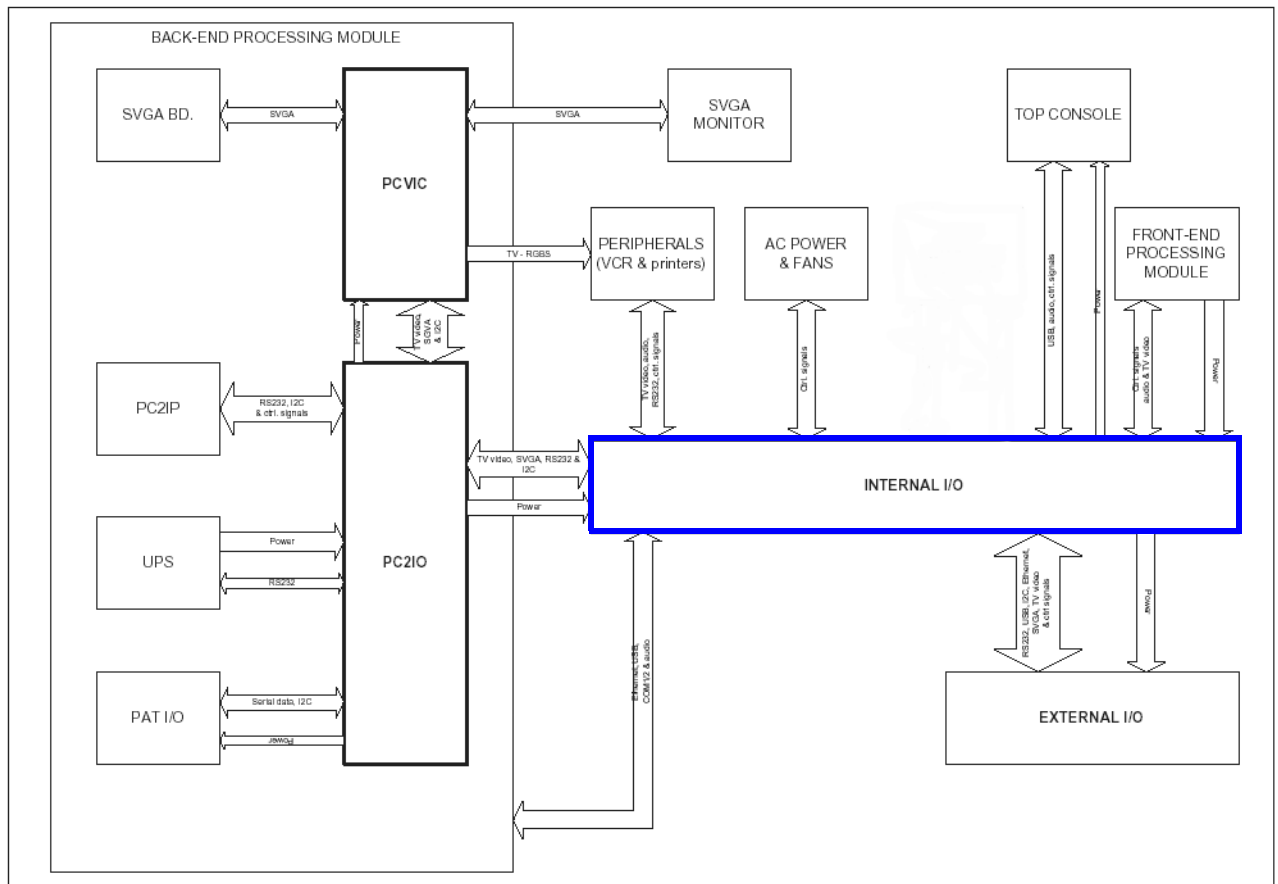 BACK-END PROCESSING MODULE
SVGA BD.
SVGA
PCVIC
SVGA
SVGA
MONITOR
TOP CONSOLE
TV - RGBS
PERIPHERALS
(VCR & printers)
AC POWER
& FANS
FRONT-END
PROCESSING
MODULE
Power
TV video,
SGVA
& I2C
TV video, audio,
RS232, ctrl. signals
Ctrl. signals
USB, audio, ctrl. signals
Power
Ctrl. signals
audio & TV video
Power
PC2IP
RS232, I2C
& ctrl. signals
TV video, SVGA, RS232 &
I2C
INTERNAL I/O
Power
UPS
Power
RS232
PC2IO
Ethernet, USB,
COM1/2 & audio
RS232, USB, I2C, Ethernet,
SVGA, TV video
& ctrl signals
Power
PAT I/O
Serial data, I2C
Power
EXTERNAL I/O